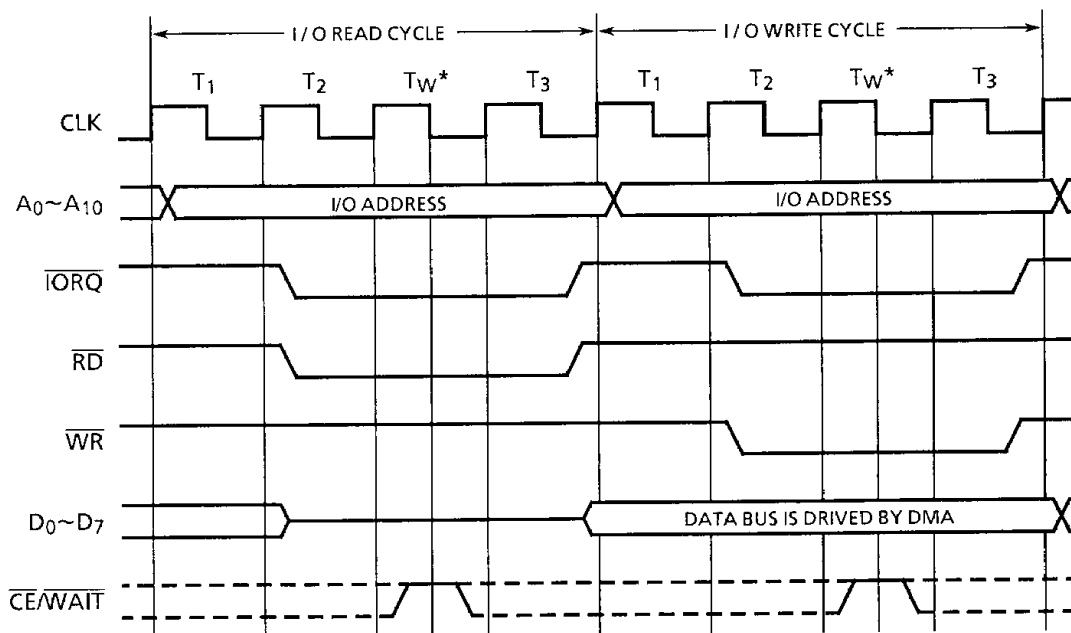 I/O READ CYCLE I/O WRITE CYCLE
T1 T2 TW* T3 T1 T2 TW* T3
CLK
A0~A10 I/O ADDRESS I/O ADDRESS
IORQ
RD
WR
D0~D7 DATA BUS IS DRIVED BY DMA
CE/WAIT